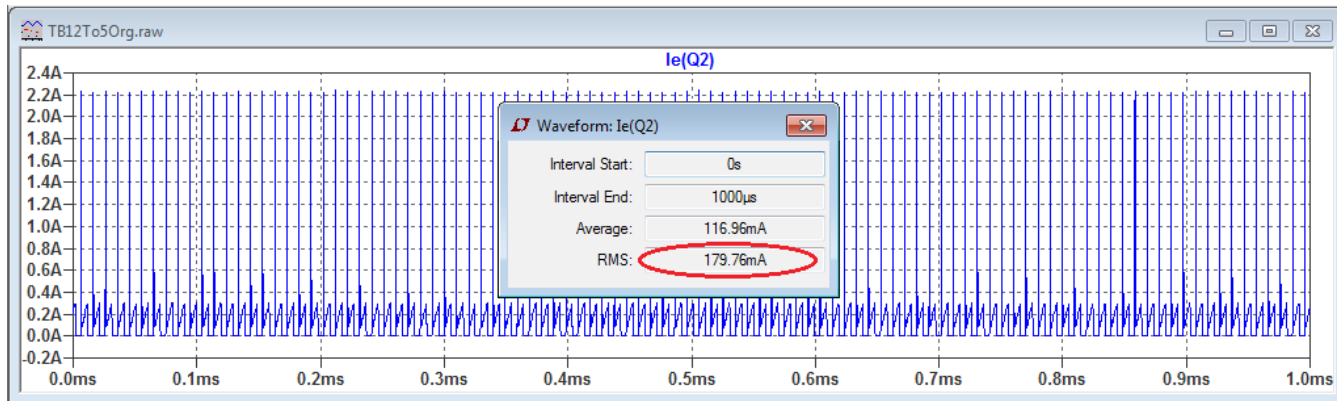 TB12To5Org.raw
Ie(Q2)
2.4A
2.2A
2.0A
1.8A
1.6A
1.4A
1.2A
1.0A
0.8A
0.6A
0.4A
0.2A
0.0A
-0.2A
Waveform: Ie(Q2)
Interval Start: 0s
Interval End: 1000µs
Average: 116.96mA
RMS: 179.76mA
0.0ms 0.1ms 0.2ms 0.3ms 0.4ms 0.5ms 0.6ms 0.7ms 0.8ms 0.9ms 1.0ms